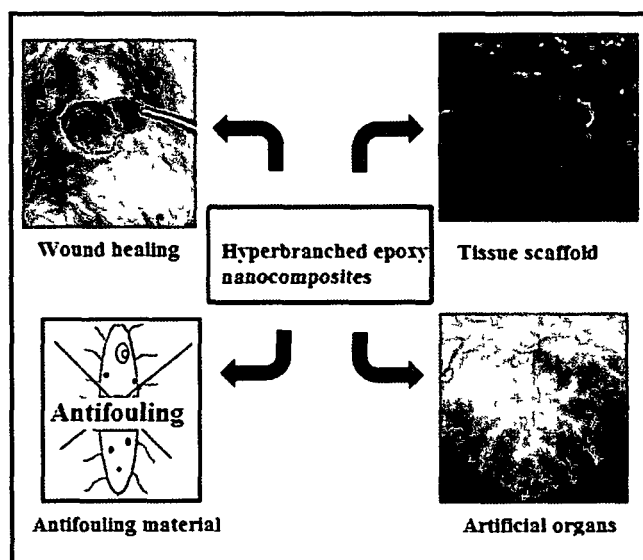 Wound healing
Tissue scaffold
Hyperbranched epoxy
nanocomposites
Antifouling
Antifouling material
Artificial organs